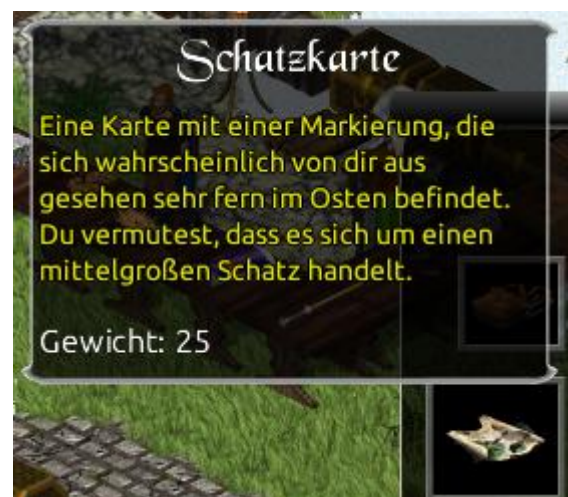 Schatzkarte
Eine Karte mit einer Markierung, die
sich wahrscheinlich von dir aus
gesehen sehr fern im Osten befindet.
Du vermutest, dass es sich um einen
mittelgroßen Schatz handelt.
Gewicht: 25